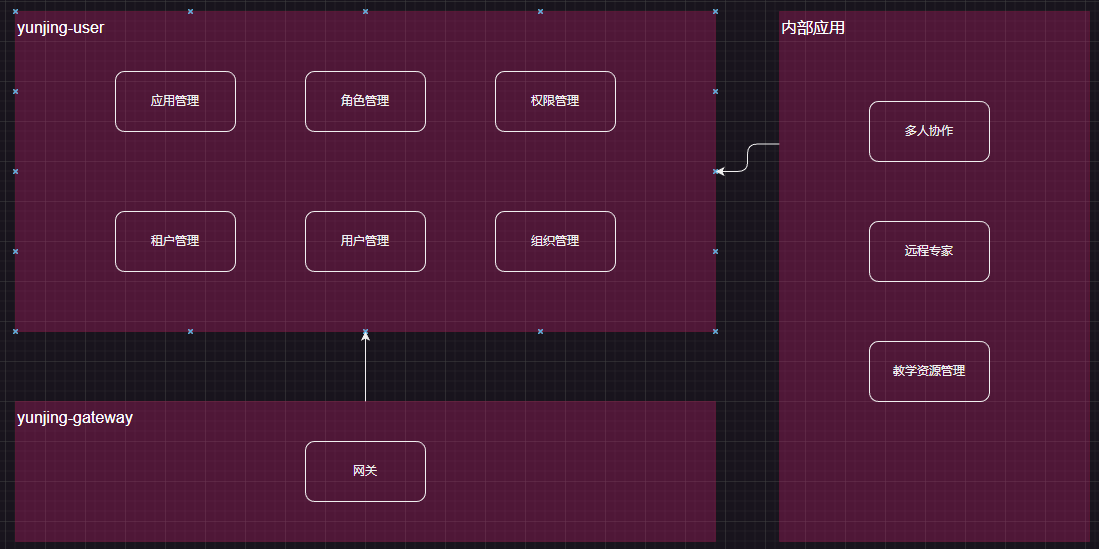 yunjing-user
应用管理
角色管理
权限管理
租户管理
用户管理
组织管理
yunjing-gateway
网关
内部应用
多人协作
远程专家
教学资源管理